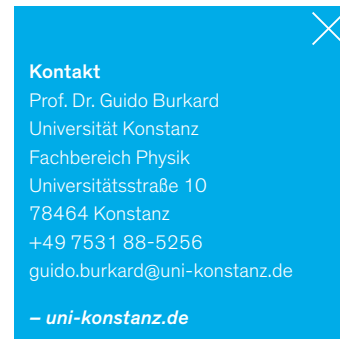 Kontakt
Prof. Dr. Guido Burkard
Universität Konstanz
Fachbereich Physik
Universitätsstraße 10
78464 Konstanz
+49 7531 88-5256
guido.burkard@uni-konstanz.de
– uni-konstanz.de